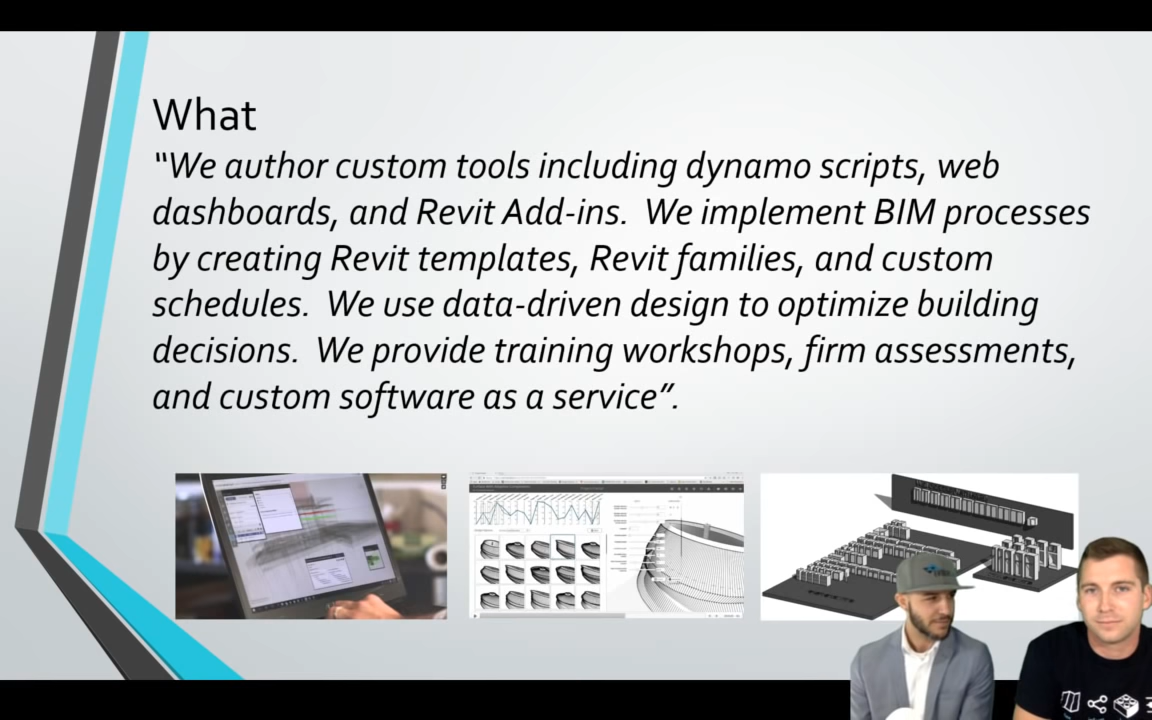 What
“We author custom tools including dynamo scripts, web
dashboards, and Revit Add-ins.  We implement BIM processes
by creating Revit templates, Revit families, and custom
schedules.  We use data-driven design to optimize building
decisions.  We provide training workshops, firm assessments,
and custom software as a service”.